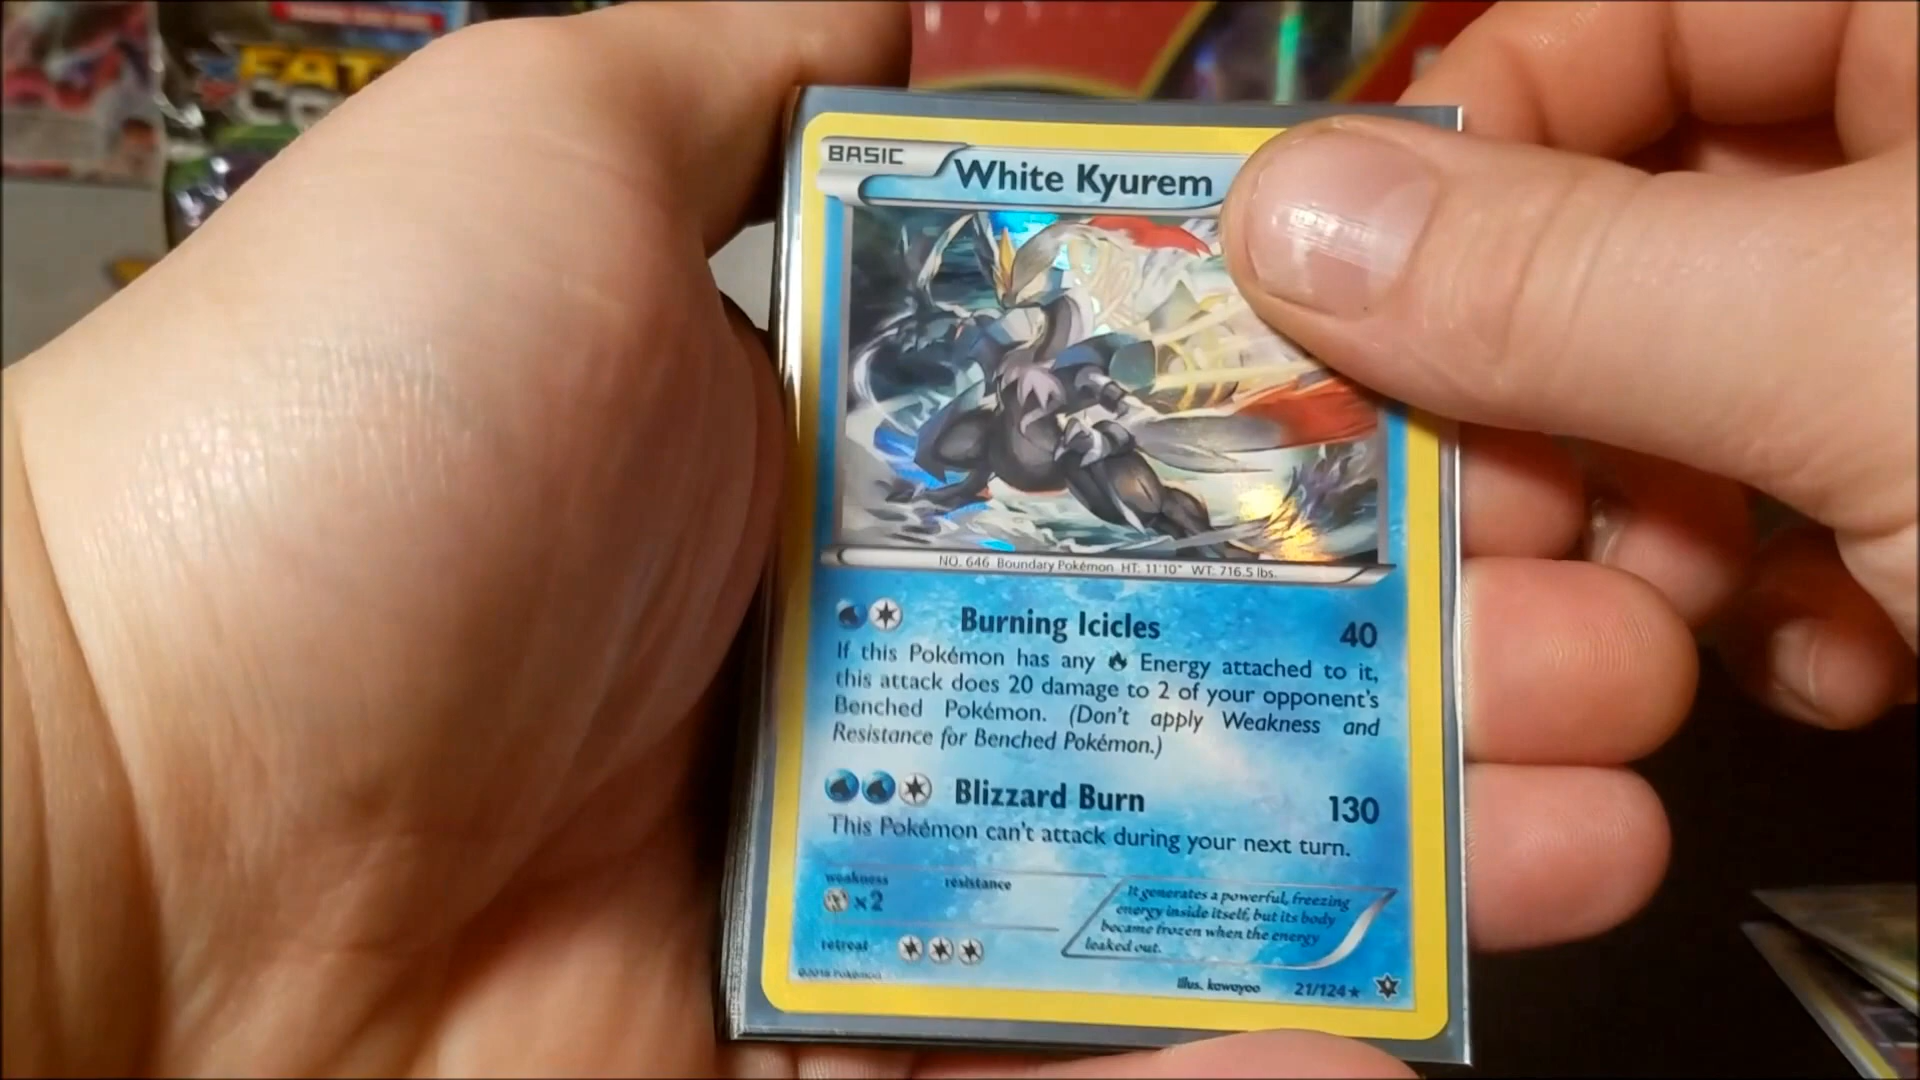 FAT
BASIC
White Kyurem
NO. 646 Boundary Pokémon HT: 11'10" WT: 716.5 lbs.
Burning Icicles 40
If this Pokémon has any Energy attached to it,
this attack does 20 damage to 2 of your opponent's
Benched Pokémon. (Don't apply Weakness and
Resistance for Benched Pokémon.)
Blizzard Burn 130
This Pokémon can't attack during your next turn.
weakness resistance
×2
It generates a powerful, freezing
energy inside itself, but its body
became frozen when the energy
leaked out.
retreat
©2016 Pokémon
Illus. kawayoo 21/124